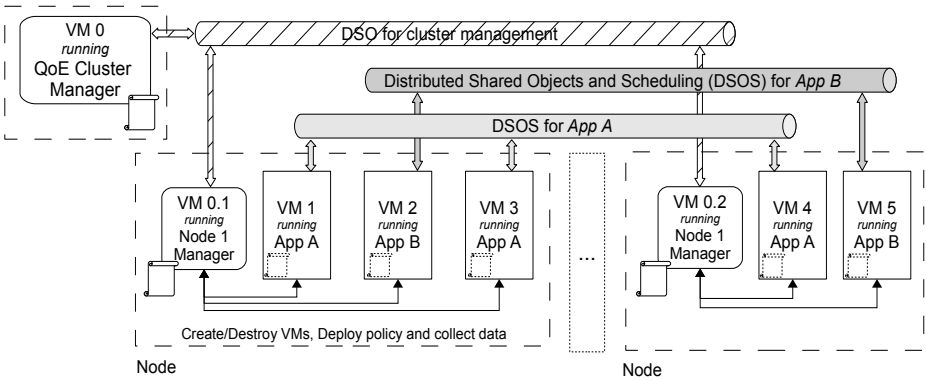 VM 0
running
QoE Cluster
Manager
DSO for cluster management
Distributed Shared Objects and Scheduling (DSOS) for App B
DSOS for App A
VM 0.1
running
Node 1
Manager
VM 1
running
App A
VM 2
running
App B
VM 3
running
App A
...
VM 0.2
running
Node 1
Manager
VM 4
running
App A
VM 5
running
App B
Create/Destroy VMs, Deploy policy and collect data
Node
Node